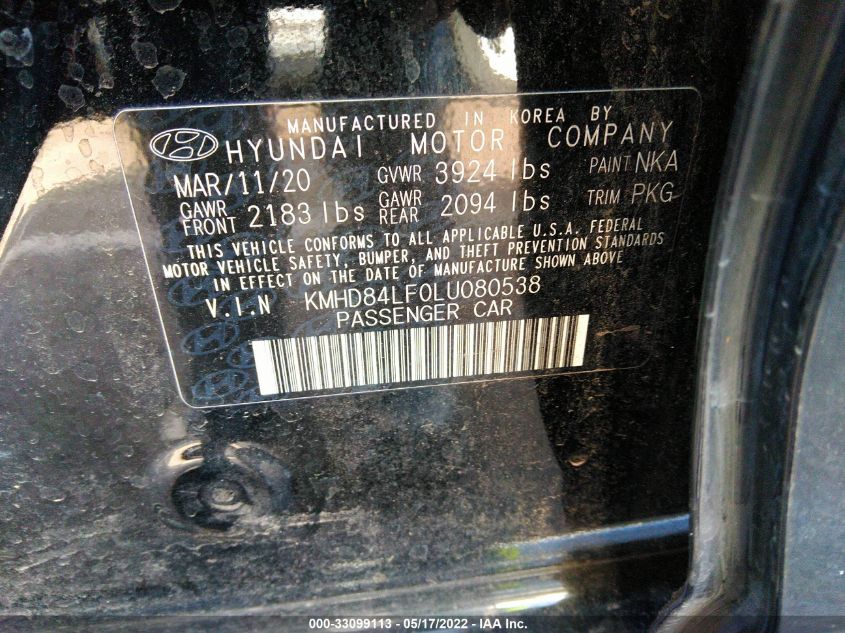 MANUFACTURED IN KOREA BY
HYUNDAI MOTOR COMPANY
MAR/11/20 GVWR 3924 lbs PAINT NKA
GAWR FRONT 2183 lbs GAWR REAR 2094 lbs TRIM PKG
THIS VEHICLE CONFORMS TO ALL APPLICABLE U.S.A. FEDERAL
MOTOR VEHICLE SAFETY, BUMPER, AND THEFT PREVENTION STANDARDS
IN EFFECT ON THE DATE OF MANUFACTURE SHOWN ABOVE
V.I.N KMHD84LF0LU080538
PASSENGER CAR
000-33099113 - 05/17/2022 - IAA Inc.